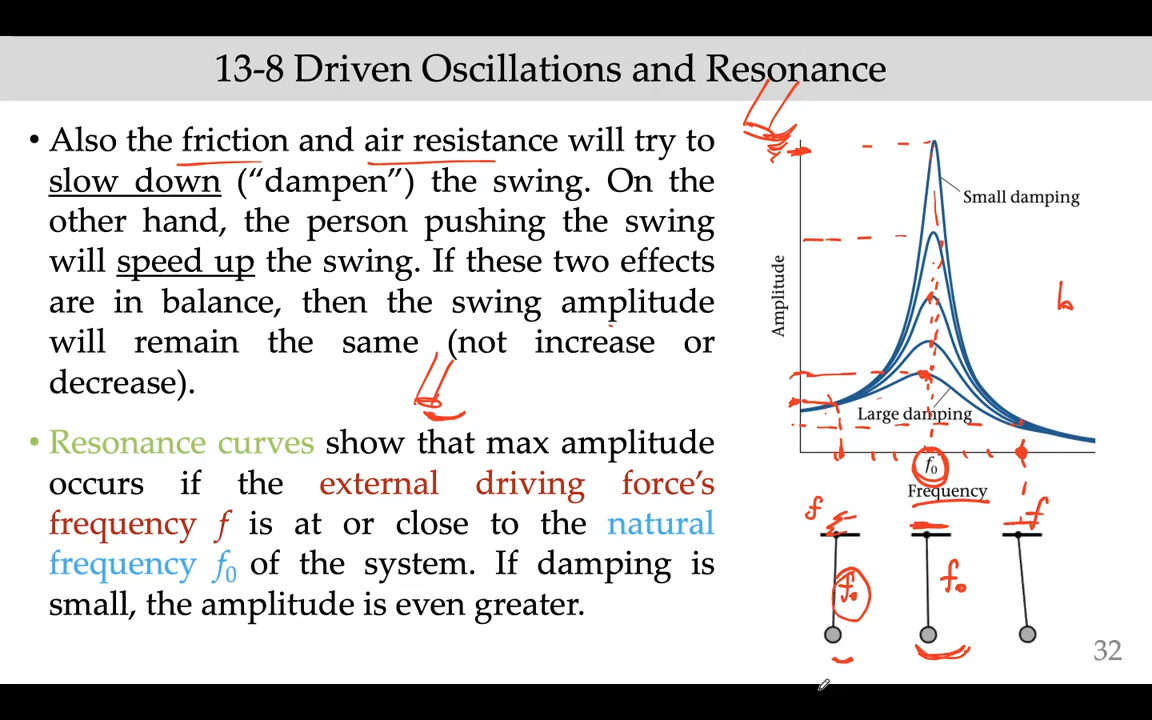 13-8 Driven Oscillations and Resonance
• Also the friction and air resistance will try to
slow down (“dampen”) the swing. On the
other hand, the person pushing the swing
will speed up the swing. If these two effects
are in balance, then the swing amplitude
will remain the same (not increase or
decrease).
• Resonance curves show that max amplitude
occurs if the external driving force’s
frequency f is at or close to the natural
frequency f₀ of the system. If damping is
small, the amplitude is even greater.
Small damping
Amplitude
b
Large damping
f₀
Frequency
f
f
f₀
f₀
32